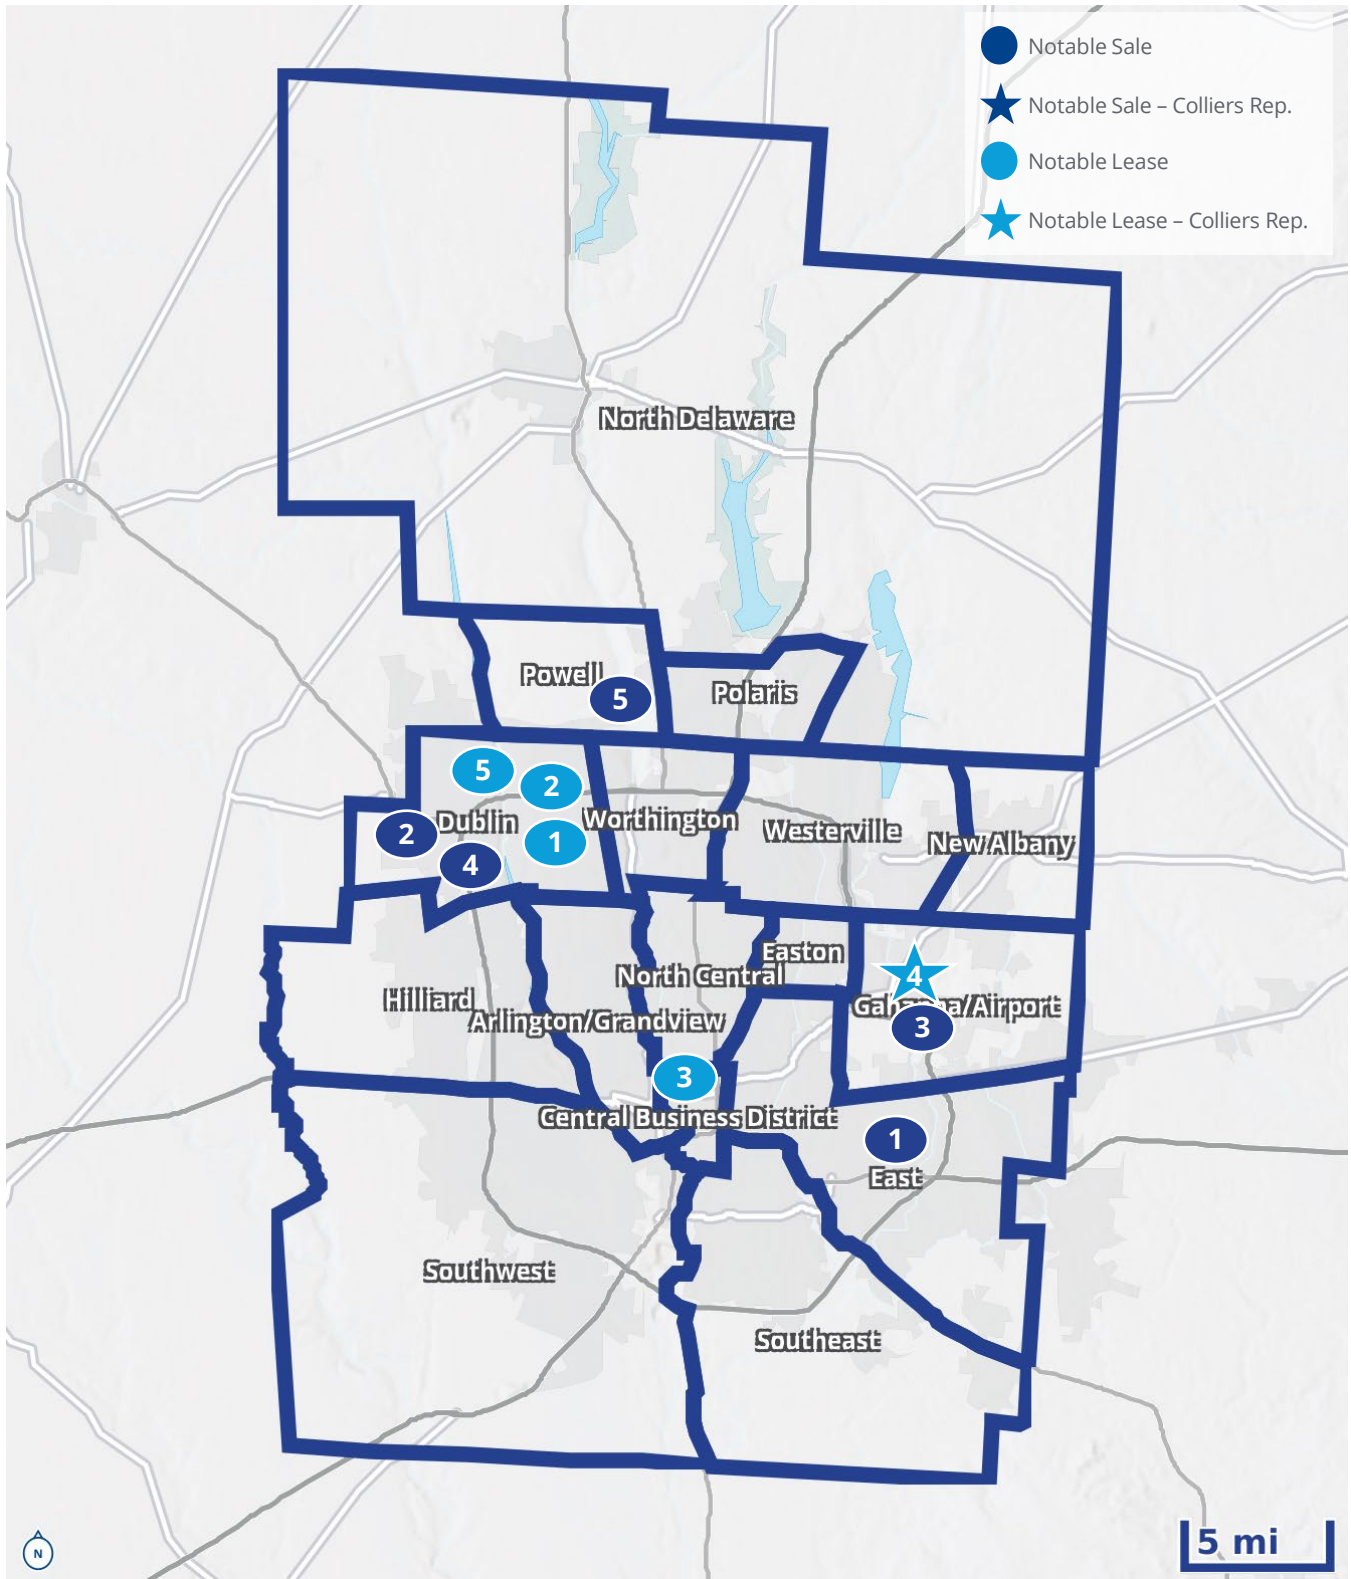 Notable Sale
Notable Sale – Colliers Rep.
Notable Lease
Notable Lease – Colliers Rep.
North Delaware
Powell
5
Polaris
5
2
2
Dublin
1
4
Worthington
Westerville
New Albany
Easton
North Central
4
Hilliard
Gahanna/Airport
Arlington/Grandview
3
3
Central Business District
1
East
Southwest
Southeast
N
5 mi